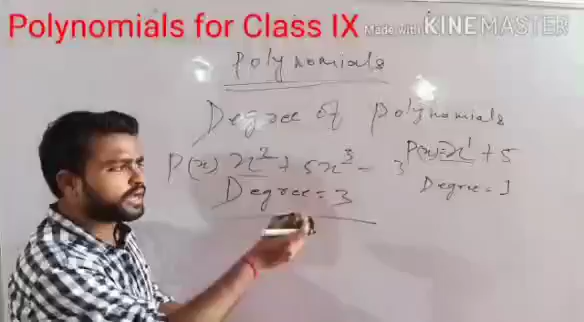 Polynomials for Class IX
Made with KINEMASTER
Polynomials
Degree of Polynomials
P(x) x² + 5x³ - 3
Degree = 3
P(x)=x¹ + 5
Degree = 1